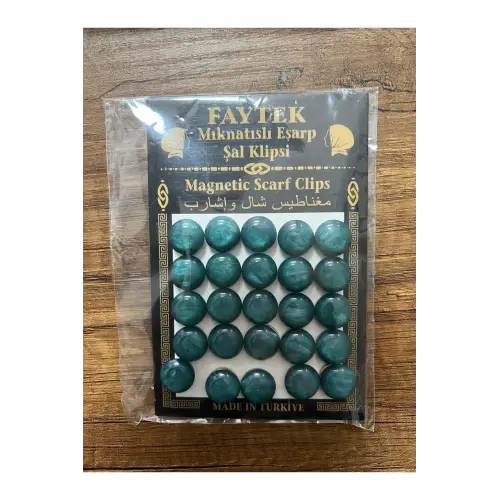 FAYTEK
Mıknatıslı Eşarp
Şal Klipsi
Magnetic Scarf Clips
مغناطيس شال وإشارب
MADE IN TÜRKİYE